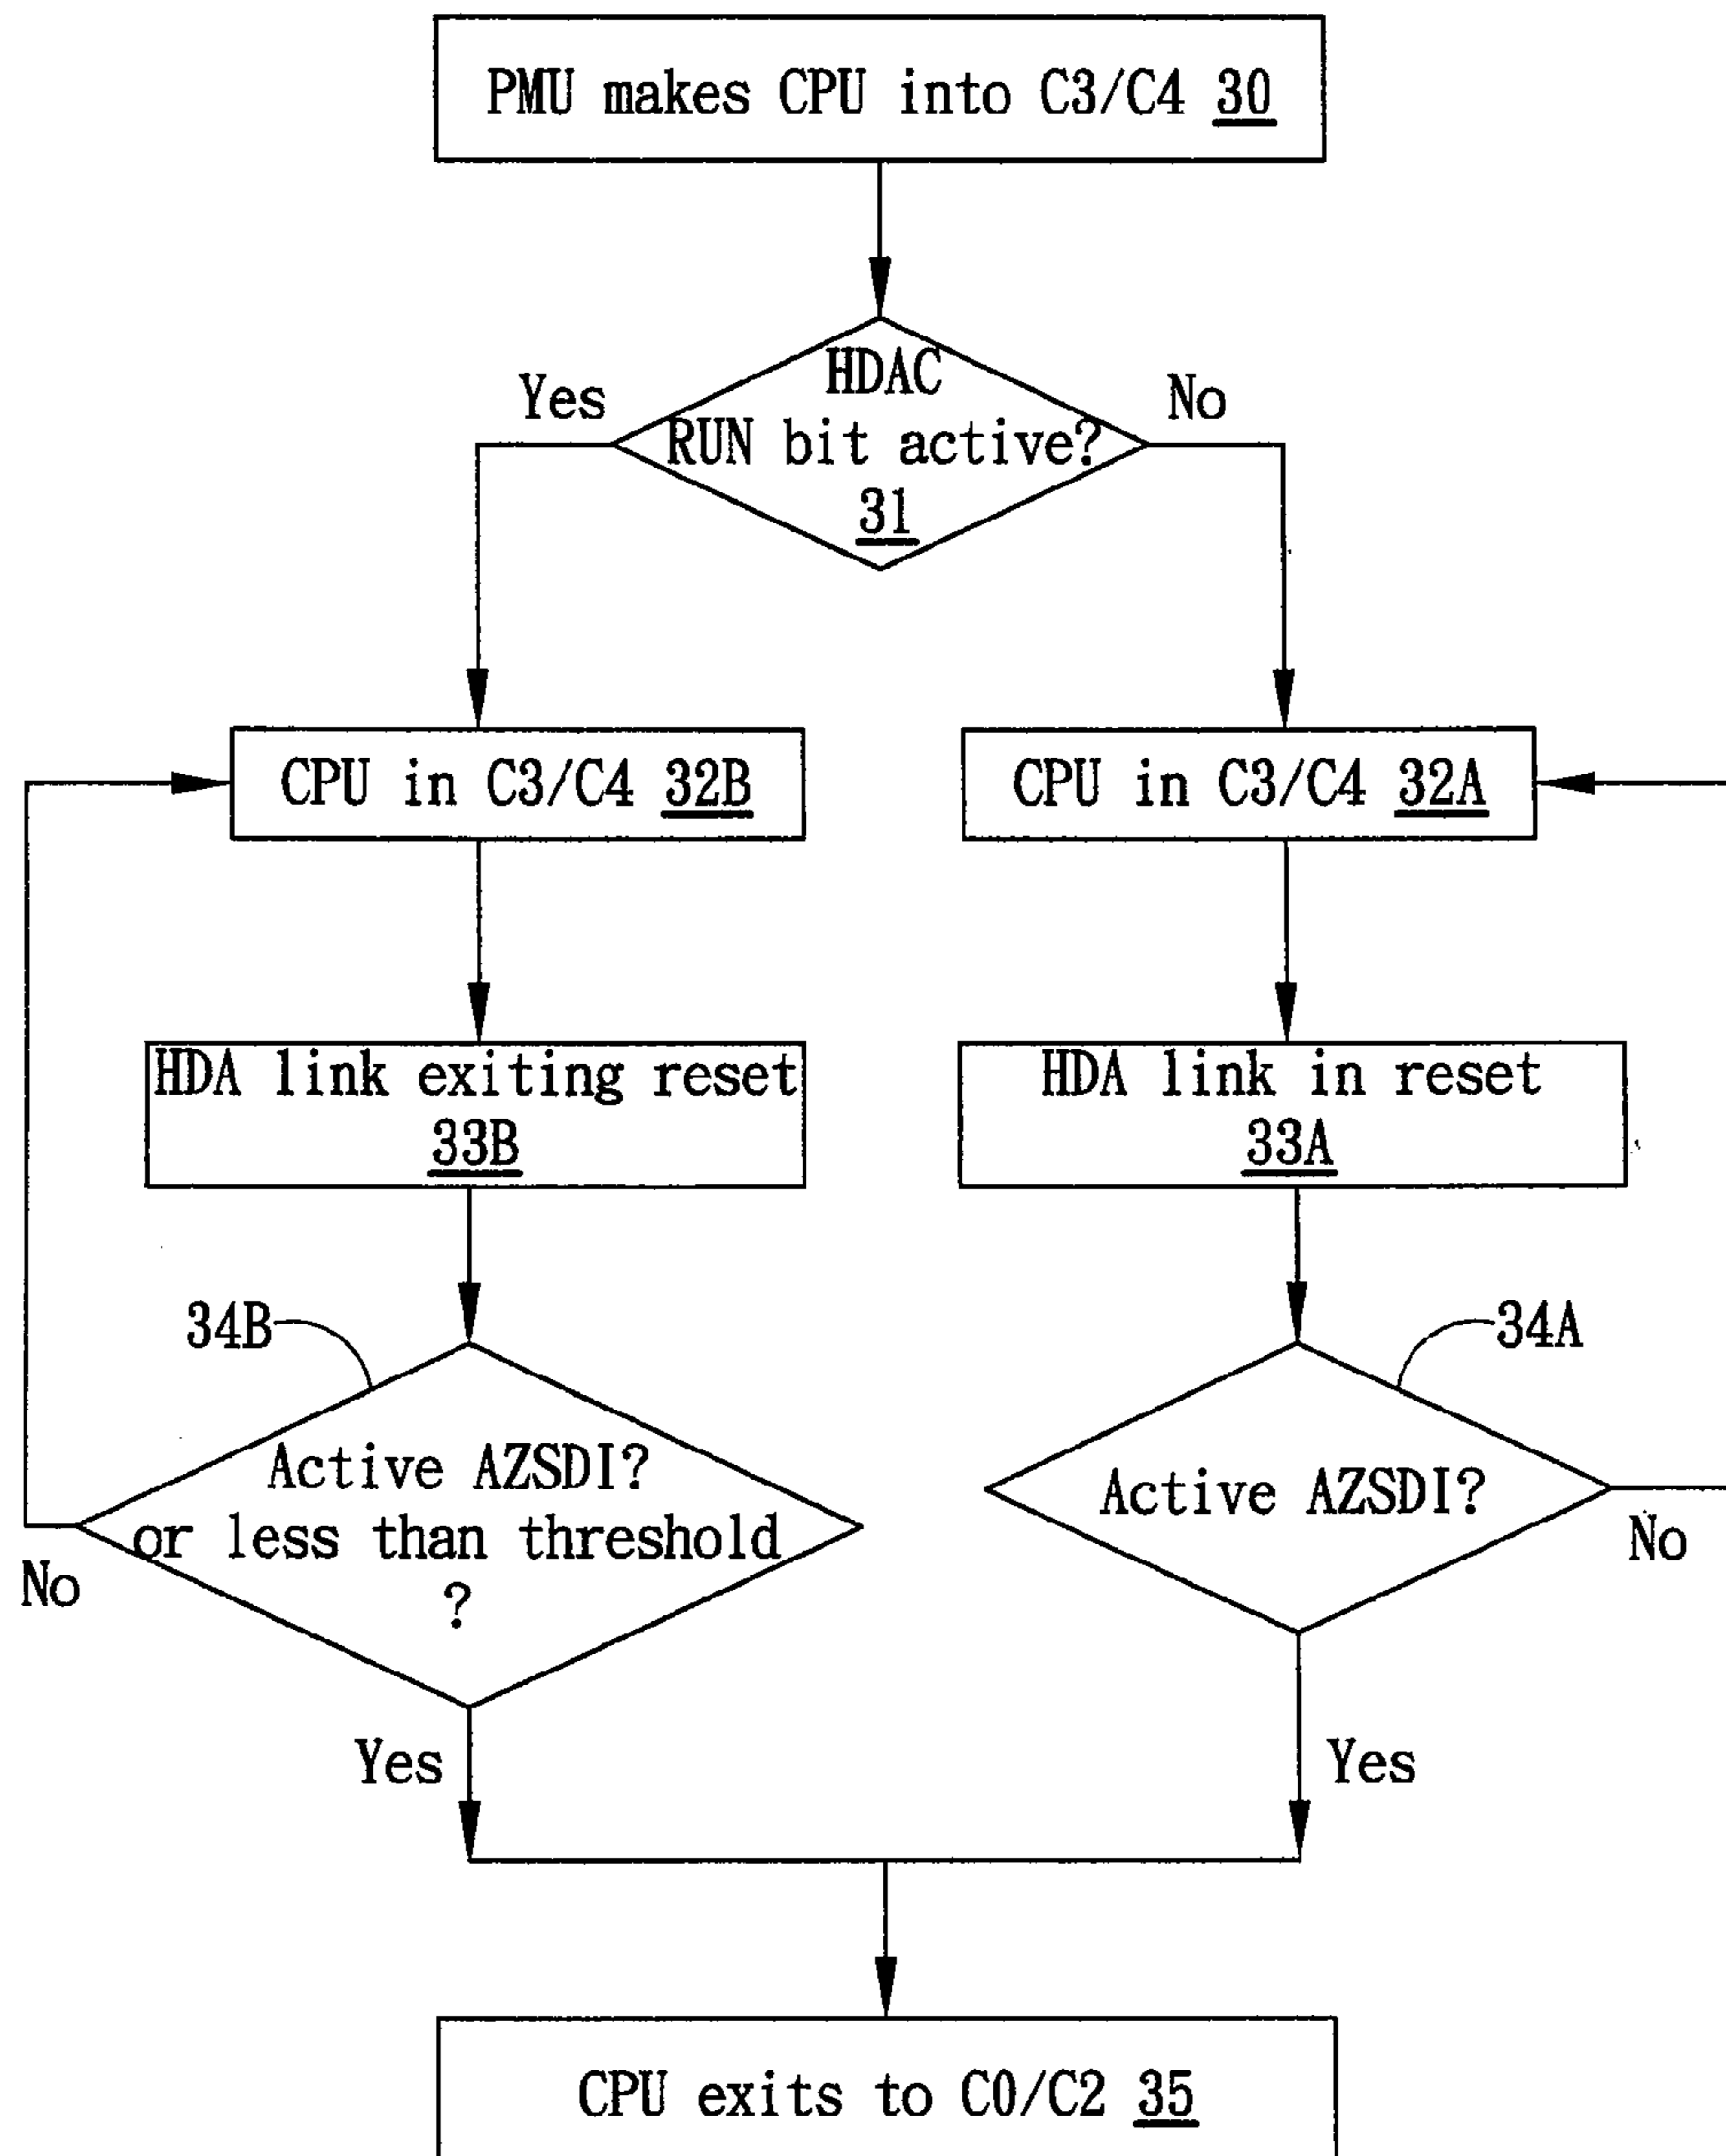 PMU makes CPU into C3/C4 30
HDAC
RUN bit active?
31
Yes
No
CPU in C3/C4 32B
CPU in C3/C4 32A
HDA link exiting reset
33B
HDA link in reset
33A
34B
34A
Active AZSDI?
or less than threshold
?
Active AZSDI?
No
No
Yes
Yes
CPU exits to C0/C2 35